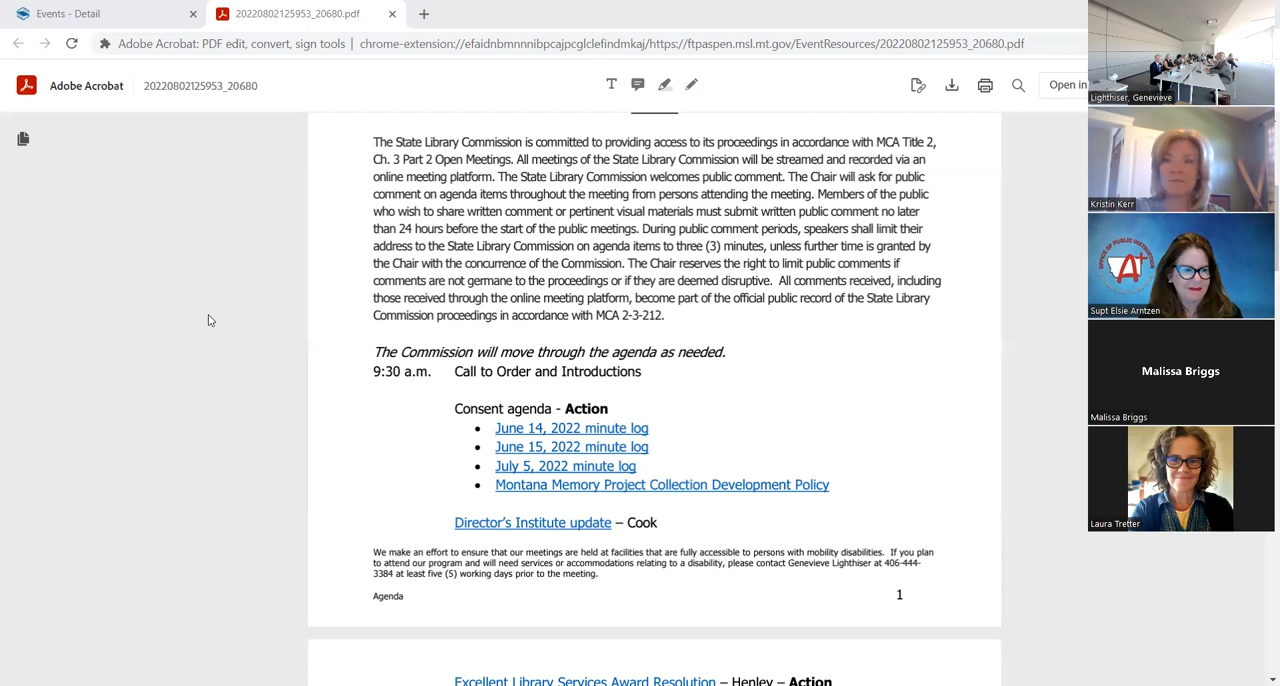 Events - Detail
20220802125953_20680.pdf
Adobe Acrobat: PDF edit, convert, sign tools | chrome-extension://efaidnbmnnnibpcajpcglclefindmkaj/https://ftpaspen.msl.mt.gov/EventResources/20220802125953_20680.pdf
Adobe Acrobat
20220802125953_20680
Open in
The State Library Commission is committed to providing access to its proceedings in accordance with MCA Title 2,
Ch. 3 Part 2 Open Meetings. All meetings of the State Library Commission will be streamed and recorded via an
online meeting platform. The State Library Commission welcomes public comment. The Chair will ask for public
comment on agenda items throughout the meeting from persons attending the meeting. Members of the public
who wish to share written comment or pertinent visual materials must submit written public comment no later
than 24 hours before the start of the public meetings. During public comment periods, speakers shall limit their
address to the State Library Commission on agenda items to three (3) minutes, unless further time is granted by
the Chair with the concurrence of the Commission. The Chair reserves the right to limit public comments if
comments are not germane to the proceedings or if they are deemed disruptive. All comments received, including
those received through the online meeting platform, become part of the official public record of the State Library
Commission proceedings in accordance with MCA 2-3-212.
The Commission will move through the agenda as needed.
9:30 a.m. Call to Order and Introductions
Consent agenda - Action
• June 14, 2022 minute log
• June 15, 2022 minute log
• July 5, 2022 minute log
• Montana Memory Project Collection Development Policy
Director's Institute update – Cook
We make an effort to ensure that our meetings are held at facilities that are fully accessible to persons with mobility disabilities. If you plan
to attend our program and will need services or accommodations relating to a disability, please contact Genevieve Lighthiser at 406-444-
3384 at least five (5) working days prior to the meeting.
Agenda 1
Excellent Library Services Award Resolution – Henley – Action
Lighthiser, Genevieve
Kristin Kerr
OFFICE OF PUBLIC INSTRUCTION
A+
Supt Elsie Arntzen
Malissa Briggs
Malissa Briggs
Laura Tretter